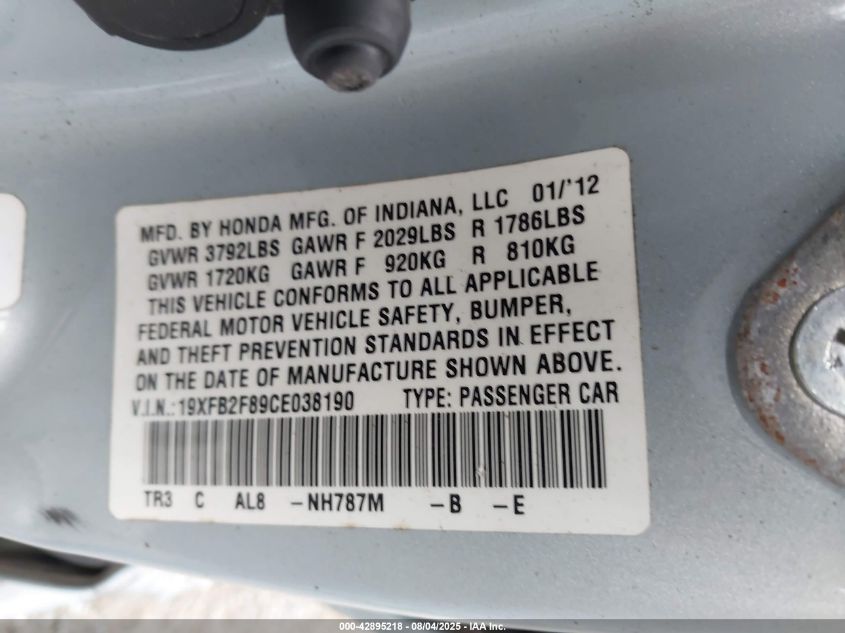 MFD. BY HONDA MFG. OF INDIANA, LLC 01/'12
GVWR 3792LBS GAWR F 2029LBS R 1786LBS
GVWR 1720KG GAWR F 920KG R 810KG
THIS VEHICLE CONFORMS TO ALL APPLICABLE
FEDERAL MOTOR VEHICLE SAFETY, BUMPER,
AND THEFT PREVENTION STANDARDS IN EFFECT
ON THE DATE OF MANUFACTURE SHOWN ABOVE.
V.I.N.:19XFB2F89CE038190 TYPE: PASSENGER CAR
TR3 C AL8 -NH787M -B -E
000-42895218 - 08/04/2025 - IAA Inc.